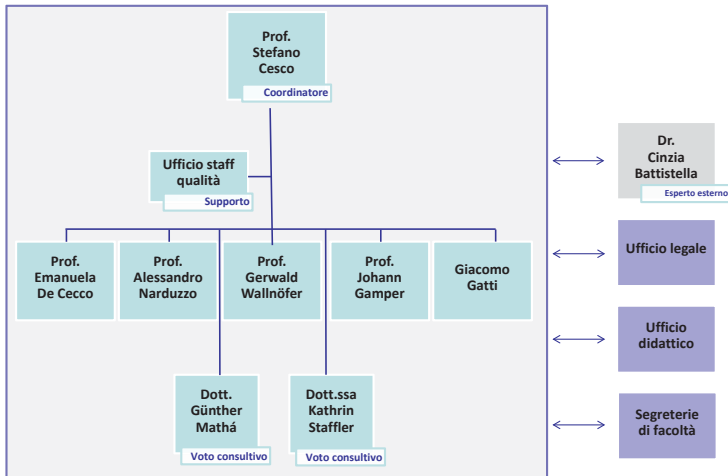 Prof.
Stefano
Cesco
Coordinatore
Ufficio staff
qualità
Supporto
Prof.
Emanuela
De Cecco
Prof.
Alessandro
Narduzzo
Prof.
Gerwald
Wallnöfer
Prof.
Johann
Gamper
Giacomo
Gatti
Dott.
Günther
Mathá
Voto consultivo
Dott.ssa
Kathrin
Staffler
Voto consultivo
Dr.
Cinzia
Battistella
Esperto esterno
Ufficio legale
Ufficio
didattico
Segreterie
di facoltà